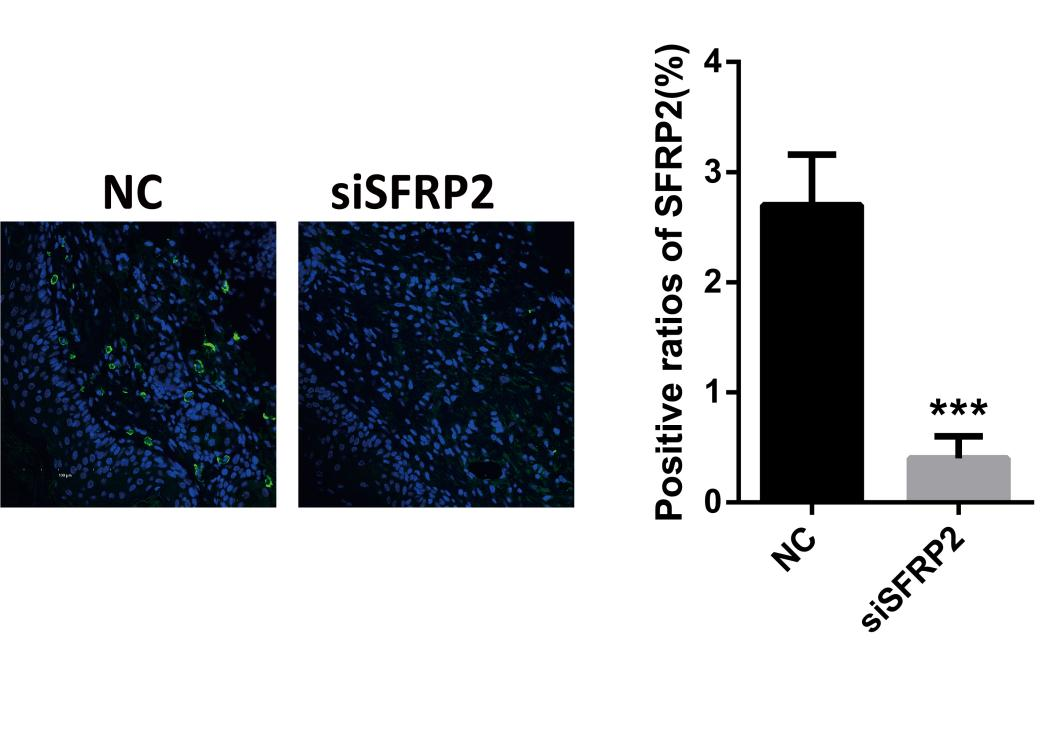 NC
siSFRP2
Positive ratios of SFRP2(%)
4
3
2
1
0
***
NC
siSFRP2